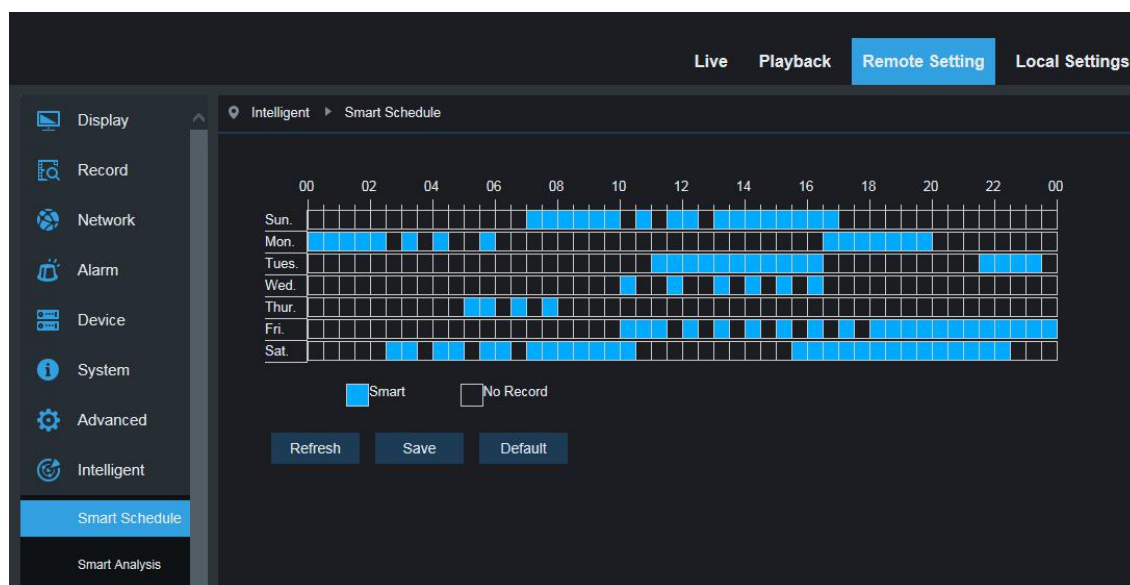 Live Playback Remote Setting Local Settings
Display
Intelligent Smart Schedule
Record
00 02 04 06 08 10 12 14 16 18 20 22 00
Network
Sun.
Mon.
Alarm
Tues.
Wed.
Device
Thur.
Fri.
Sat.
System
Smart No Record
Advanced
Refresh Save Default
Intelligent
Smart Schedule
Smart Analysis